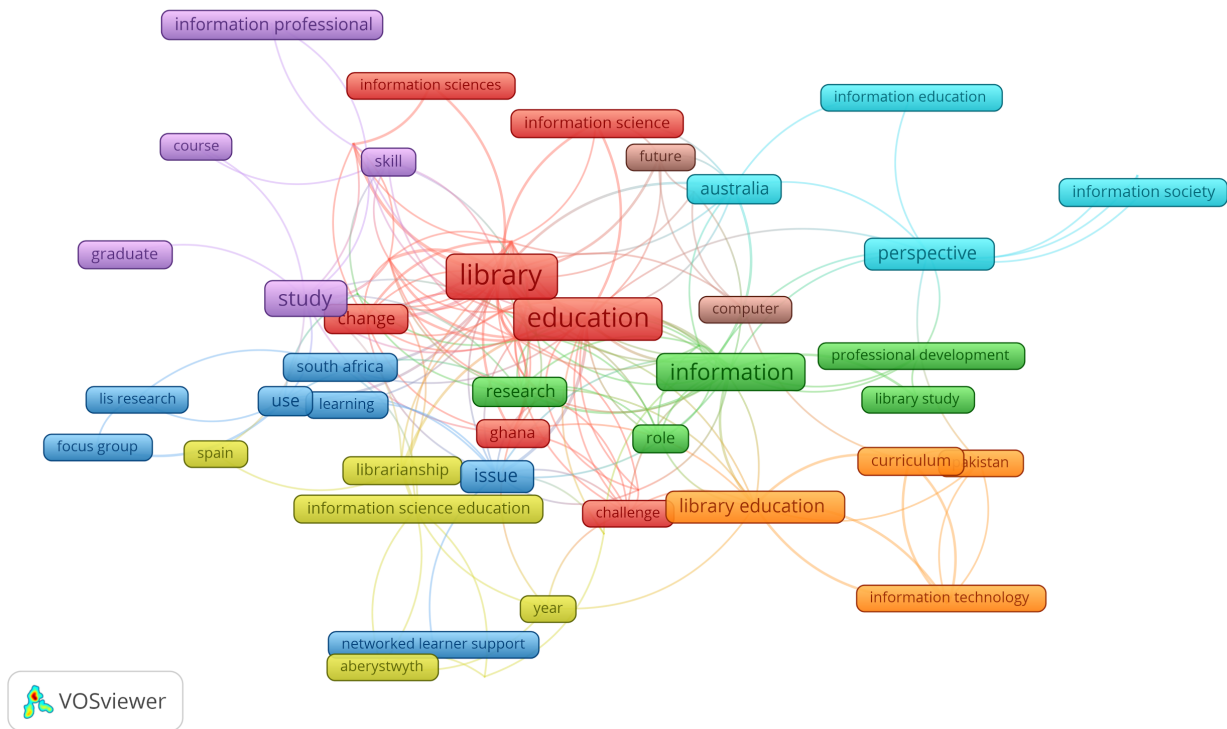 information professional
information sciences
information education
information science
course
future
skill
australia
information society
graduate
perspective
library
study
computer
change
education
professional development
south africa
information
research
lis research
use
learning
library study
ghana
role
focus group
spain
curriculum
akistan
librarianship
issue
information science education
library education
challenge
information technology
year
networked learner support
aberystwyth
VOSviewer